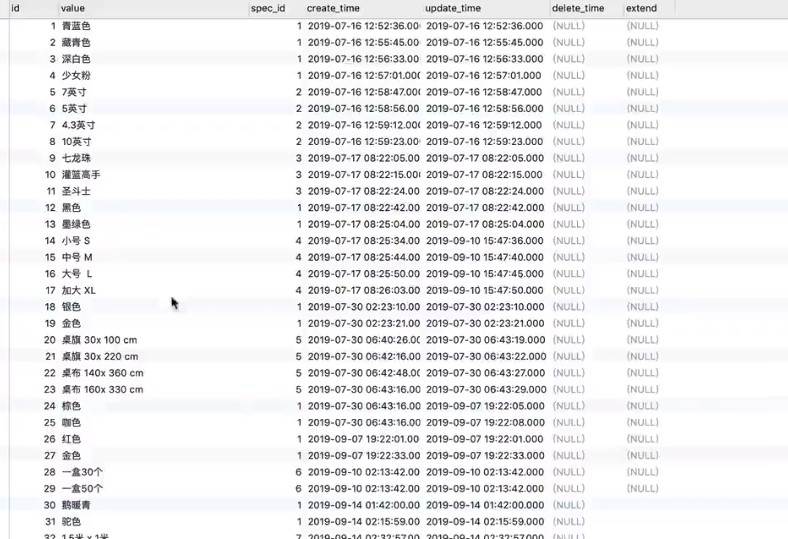 id value spec_id create_time update_time delete_time extend
1 青蓝色 1 2019-07-16 12:52:36.00 2019-07-16 12:52:36.000 (NULL) (NULL)
2 藏青色 1 2019-07-16 12:55:45.00 2019-07-16 12:55:45.000 (NULL) (NULL)
3 深白色 1 2019-07-16 12:56:33.00 2019-07-16 12:56:33.000 (NULL) (NULL)
4 少女粉 1 2019-07-16 12:57:01.00 2019-07-16 12:57:01.000 (NULL) (NULL)
5 7英寸 2 2019-07-16 12:58:47.00 2019-07-16 12:58:47.000 (NULL) (NULL)
6 5英寸 2 2019-07-16 12:58:56.00 2019-07-16 12:58:56.000 (NULL) (NULL)
7 4.3英寸 2 2019-07-16 12:59:12.00 2019-07-16 12:59:12.000 (NULL) (NULL)
8 10英寸 2 2019-07-16 12:59:23.00 2019-07-16 12:59:23.000 (NULL) (NULL)
9 七龙珠 3 2019-07-17 08:22:05.00 2019-07-17 08:22:05.000 (NULL) (NULL)
10 灌篮高手 3 2019-07-17 08:22:15.00 2019-07-17 08:22:15.000 (NULL) (NULL)
11 圣斗士 3 2019-07-17 08:22:24.00 2019-07-17 08:22:24.000 (NULL) (NULL)
12 黑色 1 2019-07-17 08:22:42.00 2019-07-17 08:22:42.000 (NULL) (NULL)
13 墨绿色 1 2019-07-17 08:25:04.00 2019-07-17 08:25:04.000 (NULL) (NULL)
14 小号 S 4 2019-07-17 08:25:34.00 2019-09-10 15:47:36.000 (NULL) (NULL)
15 中号 M 4 2019-07-17 08:25:44.00 2019-09-10 15:47:40.000 (NULL) (NULL)
16 大号 L 4 2019-07-17 08:25:50.00 2019-09-10 15:47:45.000 (NULL) (NULL)
17 加大 XL 4 2019-07-17 08:26:03.00 2019-09-10 15:47:50.000 (NULL) (NULL)
18 银色 1 2019-07-30 02:23:10.00 2019-07-30 02:23:10.000 (NULL) (NULL)
19 金色 1 2019-07-30 02:23:21.00 2019-07-30 02:23:21.000 (NULL) (NULL)
20 桌旗 30x 100 cm 5 2019-07-30 06:40:26.00 2019-07-30 06:43:19.000 (NULL) (NULL)
21 桌旗 30x 220 cm 5 2019-07-30 06:42:16.00 2019-07-30 06:43:22.000 (NULL) (NULL)
22 桌布 140x 360 cm 5 2019-07-30 06:42:48.00 2019-07-30 06:43:27.000 (NULL) (NULL)
23 桌布 160x 330 cm 5 2019-07-30 06:43:16.00 2019-07-30 06:43:29.000 (NULL) (NULL)
24 棕色 1 2019-07-30 06:43:16.00 2019-09-07 19:22:05.000 (NULL) (NULL)
25 咖色 1 2019-07-30 06:43:16.00 2019-09-07 19:22:08.000 (NULL) (NULL)
26 红色 1 2019-09-07 19:22:01.00 2019-09-07 19:22:01.000 (NULL) (NULL)
27 金色 1 2019-09-07 19:22:33.00 2019-09-07 19:22:33.000 (NULL) (NULL)
28 一盒30个 6 2019-09-10 02:13:42.00 2019-09-10 02:13:42.000 (NULL) (NULL)
29 一盒50个 6 2019-09-10 02:13:42.00 2019-09-10 02:13:42.000 (NULL) (NULL)
30 鹅暖青 1 2019-09-14 01:42:00.00 2019-09-14 01:42:00.000 (NULL)
31 驼色 1 2019-09-14 02:15:59.00 2019-09-14 02:15:59.000 (NULL)
32 1.5米 x 1米 7 2019-09-14 02:32:57.00 2019-09-14 02:32:57.000 (NULL)